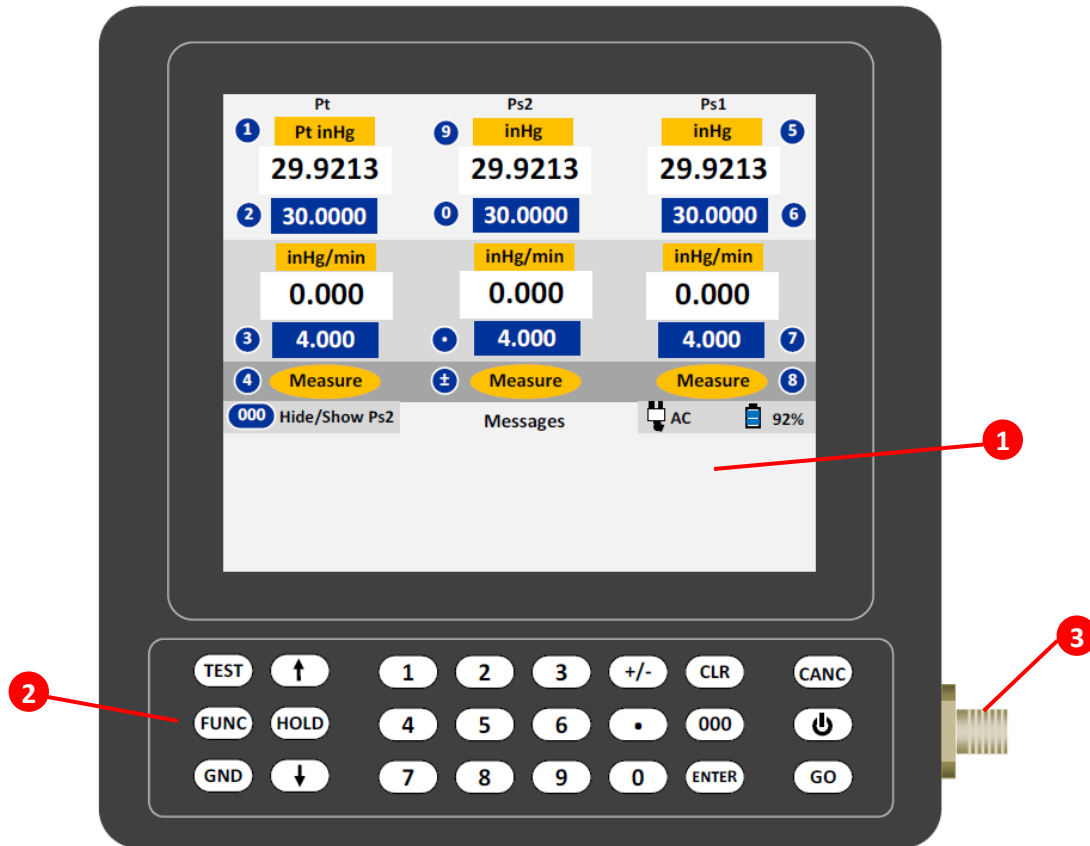 Pt Ps2 Ps1
1 Pt inHg 9 inHg inHg 5
29.9213 29.9213 29.9213
2 30.0000 0 30.0000 30.0000 6
inHg/min inHg/min inHg/min
0.000 0.000 0.000
3 4.000 • 4.000 4.000 7
4 Measure ± Measure Measure 8
000 Hide/Show Ps2 Messages AC 92%
1
TEST ↑ 1 2 3 +/- CLR CANC
3
2
FUNC HOLD 4 5 6 • 000
GND ↓ 7 8 9 0 ENTER GO